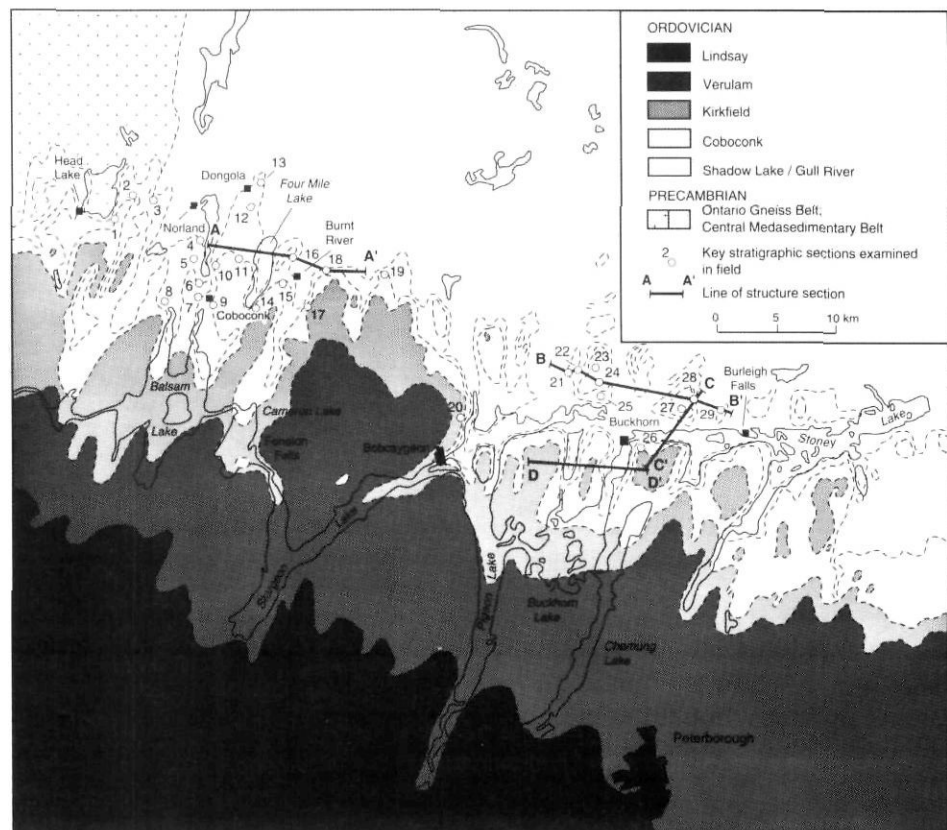 ORDOVICIAN
Lindsay
Verulam
Kirkfield
Coboconk
Shadow Lake / Gull River
PRECAMBRIAN
Ontario Gneiss Belt;
Central Medasedimentary Belt
2 Key stratigraphic sections examined
in field
A A' Line of structure section
0 5 10 km
Head
Lake
1
2
3
Dongola
13
12
Four Mile
Lake
Norland
A
4
5
6
7
8
9
10
11
Coboconk
14
15
16
Burnt
River
18
A'
17
19
Balsam
Lake
Cameron Lake
Fenelon
Falls
Bobcaygeon
20
Sturgeon
Lake
B
21
22
23
24
25
Buckhorn
26
27
28
C
29
B'
Burleigh
Falls
Stoney
Lake
D
C'
D'
Pigeon
Lake
Buckhorn
Lake
Chemung
Lake
Peterborough